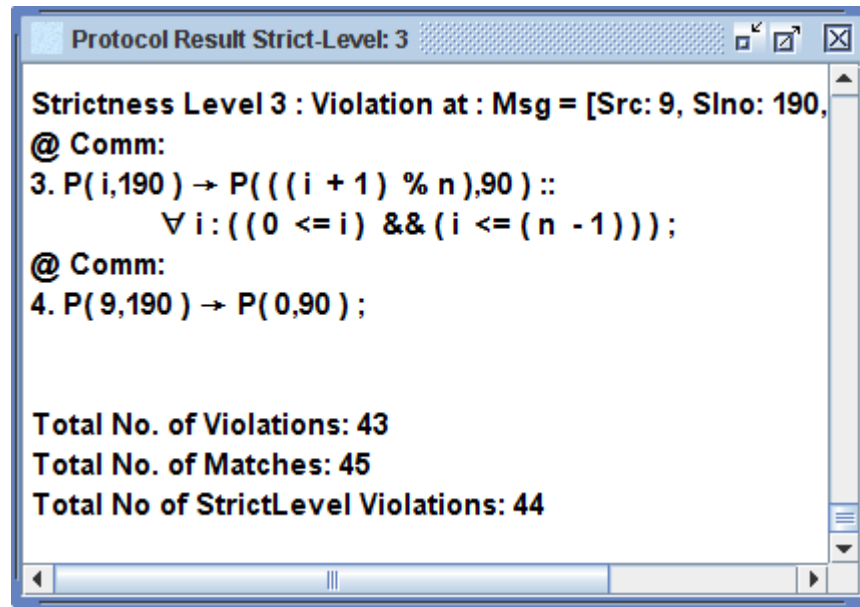 Protocol Result Strict-Level: 3
Strictness Level 3 : Violation at : Msg = [Src: 9, Slno: 190,
@ Comm:
3. P( i,190 ) → P( ( ( i + 1 ) % n ),90 ) ::
∀ i : ( ( 0 <= i ) && ( i <= ( n - 1 ) ) ) ;
@ Comm:
4. P( 9,190 ) → P( 0,90 ) ;
Total No. of Violations: 43
Total No. of Matches: 45
Total No of StrictLevel Violations: 44